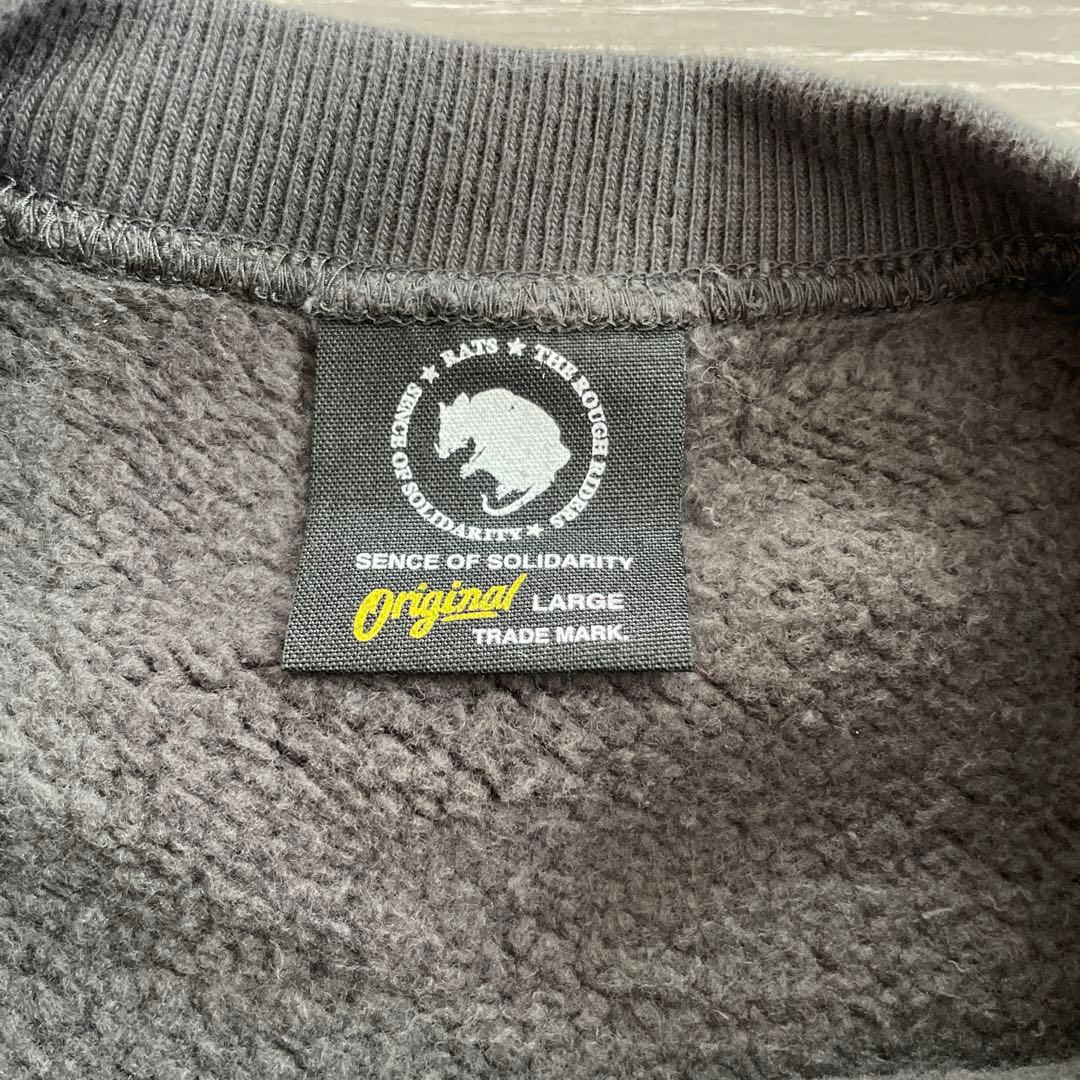 ★ RATS ★ THE ROUGH RIDERS
★ SENCE OF SOLIDARITY
SENCE OF SOLIDARITY
Original LARGE
TRADE MARK.